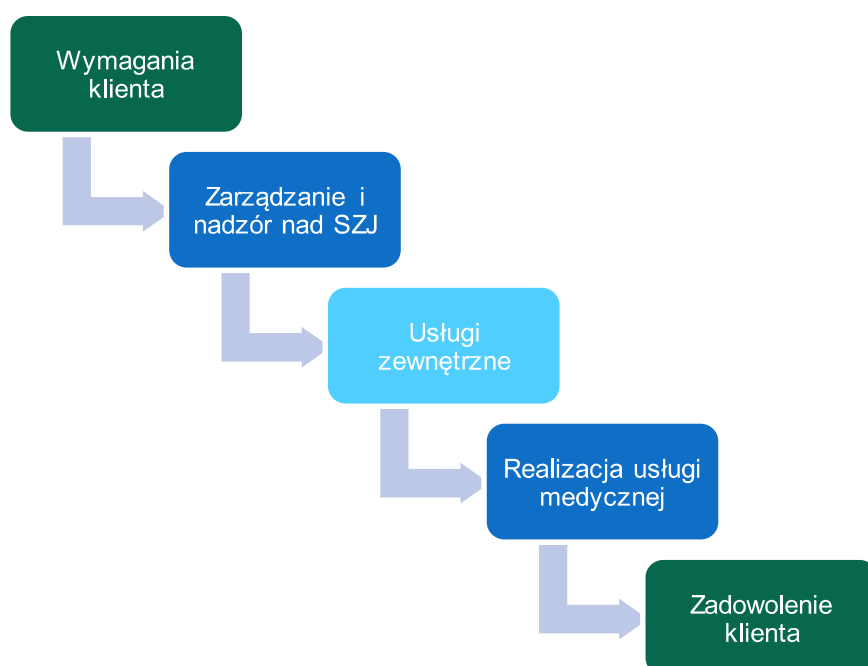 Wymagania
klienta
Zarządzanie i
nadzór nad SZJ
Usługi
zewnętrzne
Realizacja usługi
medycznej
Zadowolenie
klienta